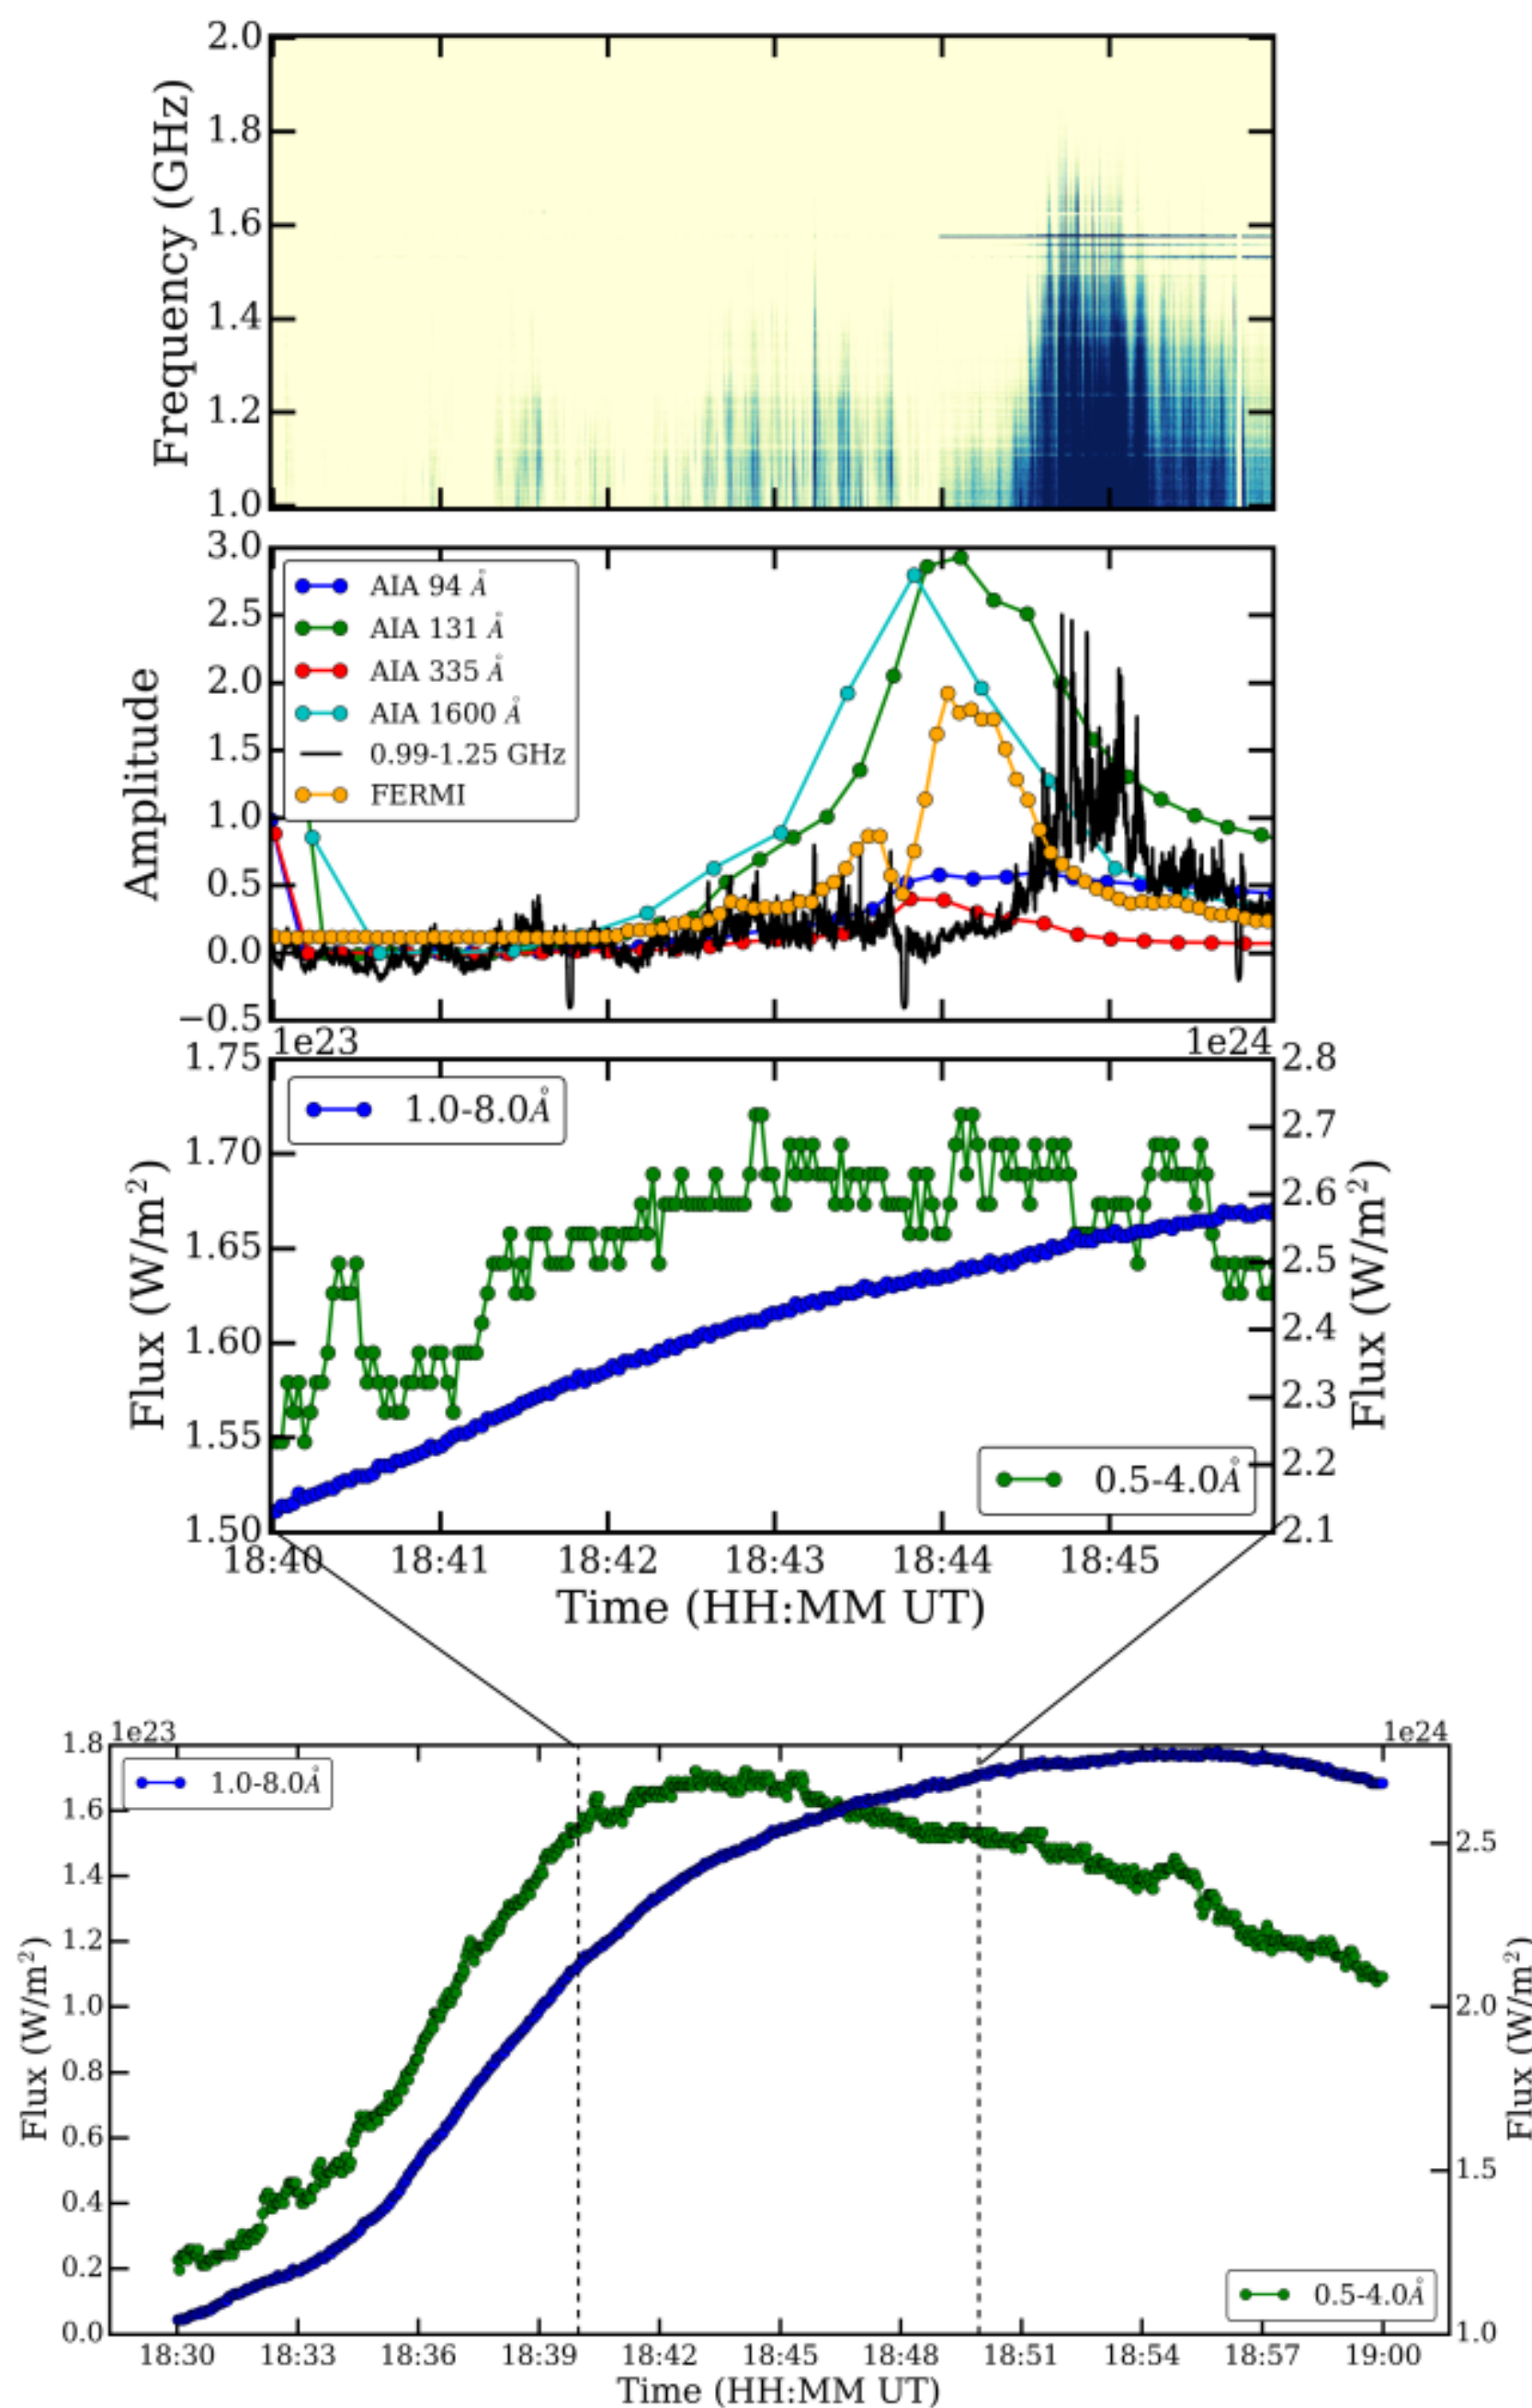 2.0
1.8
1.6
1.4
1.2
1.0
Frequency (GHz)
3.0
2.5
2.0
1.5
1.0
0.5
0.0
−0.5
Amplitude
AIA 94 Å
AIA 131 Å
AIA 335 Å
AIA 1600 Å
0.99-1.25 GHz
FERMI
1e23
1e24
1.75
1.70
1.65
1.60
1.55
1.50
Flux (W/m²)
1.0-8.0Å
0.5-4.0Å
2.8
2.7
2.6
2.5
2.4
2.3
2.2
2.1
Flux (W/m²)
18:40 18:41 18:42 18:43 18:44 18:45
Time (HH:MM UT)
1e23
1e24
1.8
1.6
1.4
1.2
1.0
0.8
0.6
0.4
0.2
0.0
Flux (W/m²)
1.0-8.0Å
0.5-4.0Å
2.5
2.0
1.5
1.0
Flux (W/m²)
18:30 18:33 18:36 18:39 18:42 18:45 18:48 18:51 18:54 18:57 19:00
Time (HH:MM UT)